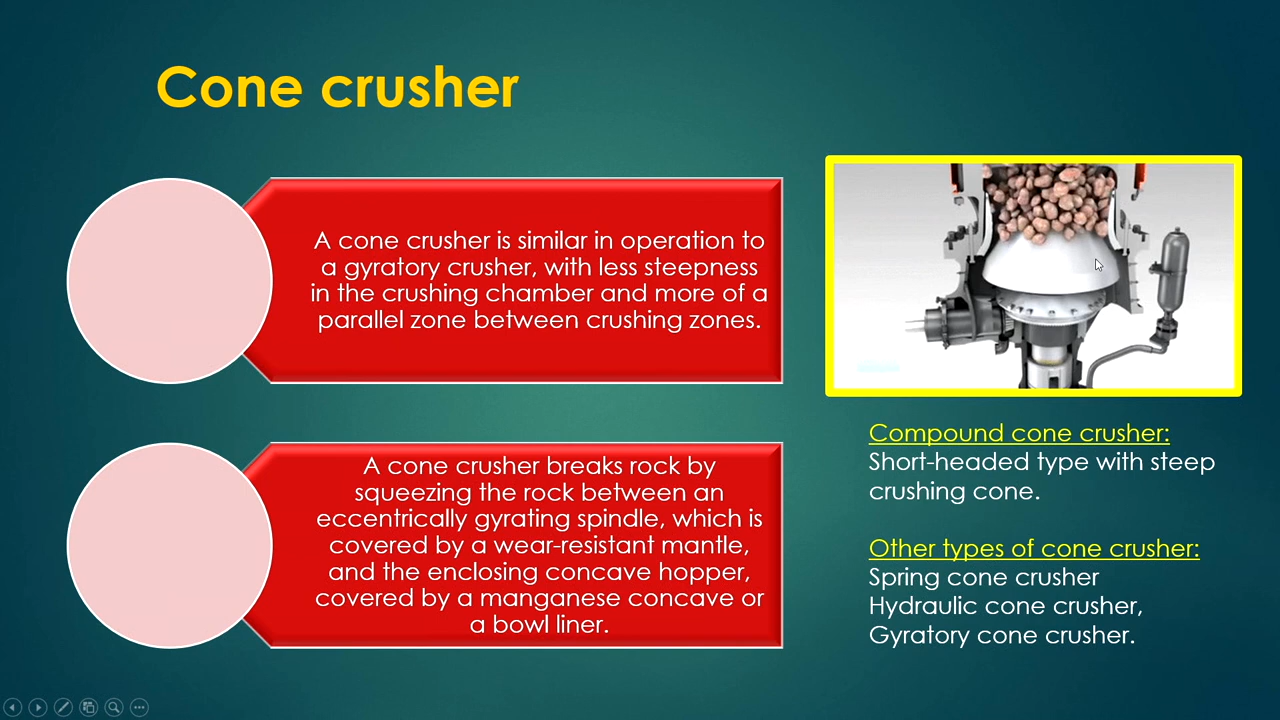 Cone crusher
A cone crusher is similar in operation to
a gyratory crusher, with less steepness
in the crushing chamber and more of a
parallel zone between crushing zones.
A cone crusher breaks rock by
squeezing the rock between an
eccentrically gyrating spindle, which is
covered by a wear-resistant mantle,
and the enclosing concave hopper,
covered by a manganese concave or
a bowl liner.
Compound cone crusher:
Short-headed type with steep
crushing cone.
Other types of cone crusher:
Spring cone crusher
Hydraulic cone crusher,
Gyratory cone crusher.